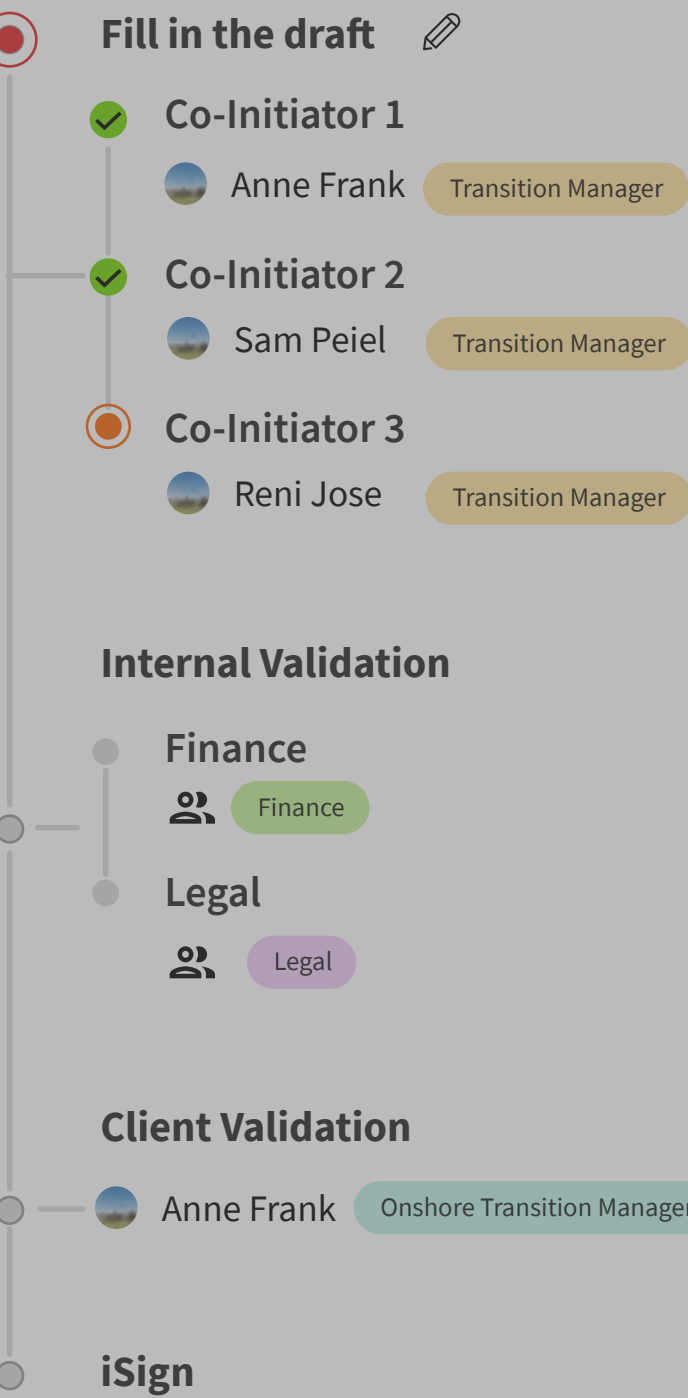 Fill in the draft
Co-Initiator 1
Anne Frank Transition Manager
Co-Initiator 2
Sam Peiel Transition Manager
Co-Initiator 3
Reni Jose Transition Manager
Internal Validation
Finance
Finance
Legal
Legal
Client Validation
Anne Frank Onshore Transition Manager
iSign